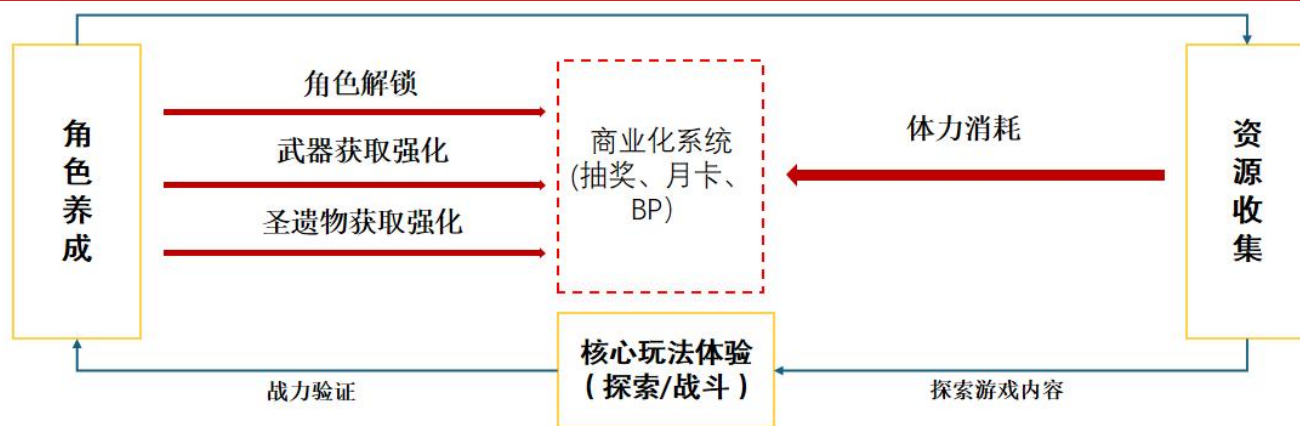 角色养成
角色解锁
武器获取强化
圣遗物获取强化
商业化系统
(抽奖、月卡、
BP)
体力消耗
资源收集
核心玩法体验
（探索/战斗）
战力验证
探索游戏内容